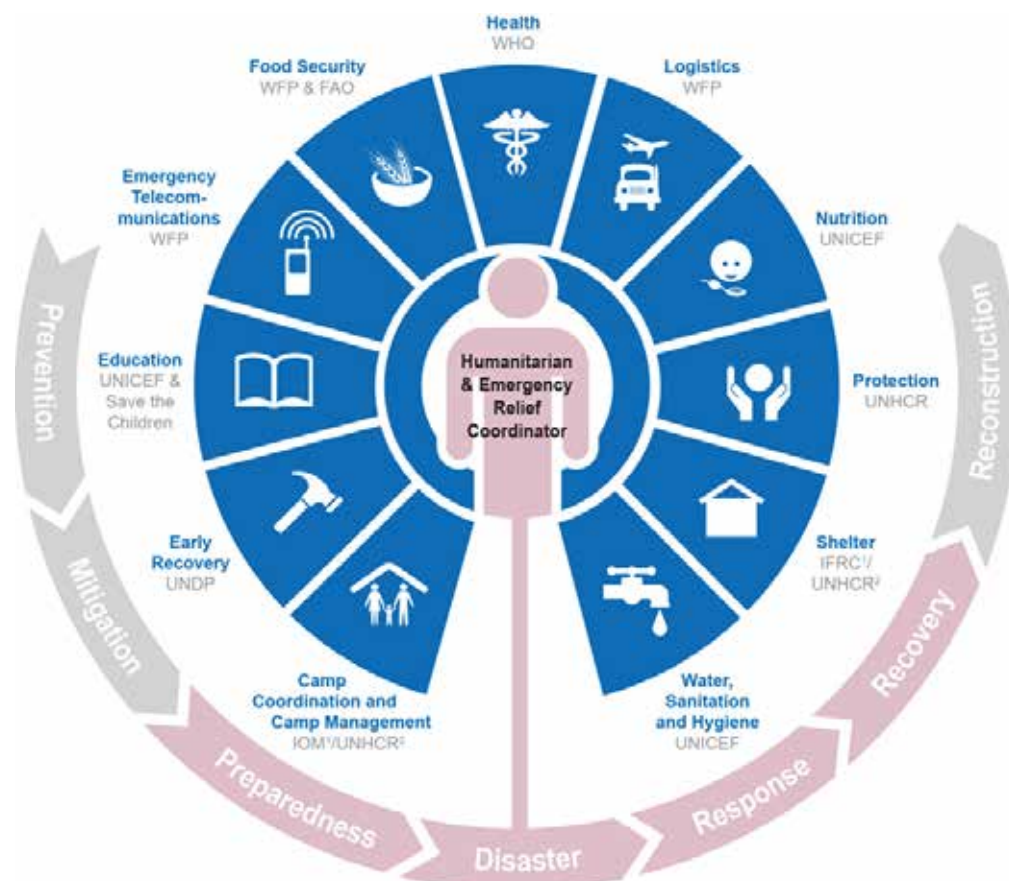 Health
WHO
Logistics
WFP
Nutrition
UNICEF
Protection
UNHCR
Shelter
IFRC¹/
UNHCR²
Water,
Sanitation
and Hygiene
UNICEF
Camp
Coordination and
Camp Management
IOM¹/UNHCR²
Early
Recovery
UNDP
Education
UNICEF &
Save the
Children
Emergency
Telecom-
munications
WFP
Food Security
WFP & FAO
Humanitarian
& Emergency
Relief
Coordinator
Prevention
Mitigation
Preparedness
Disaster
Response
Recovery
Reconstruction